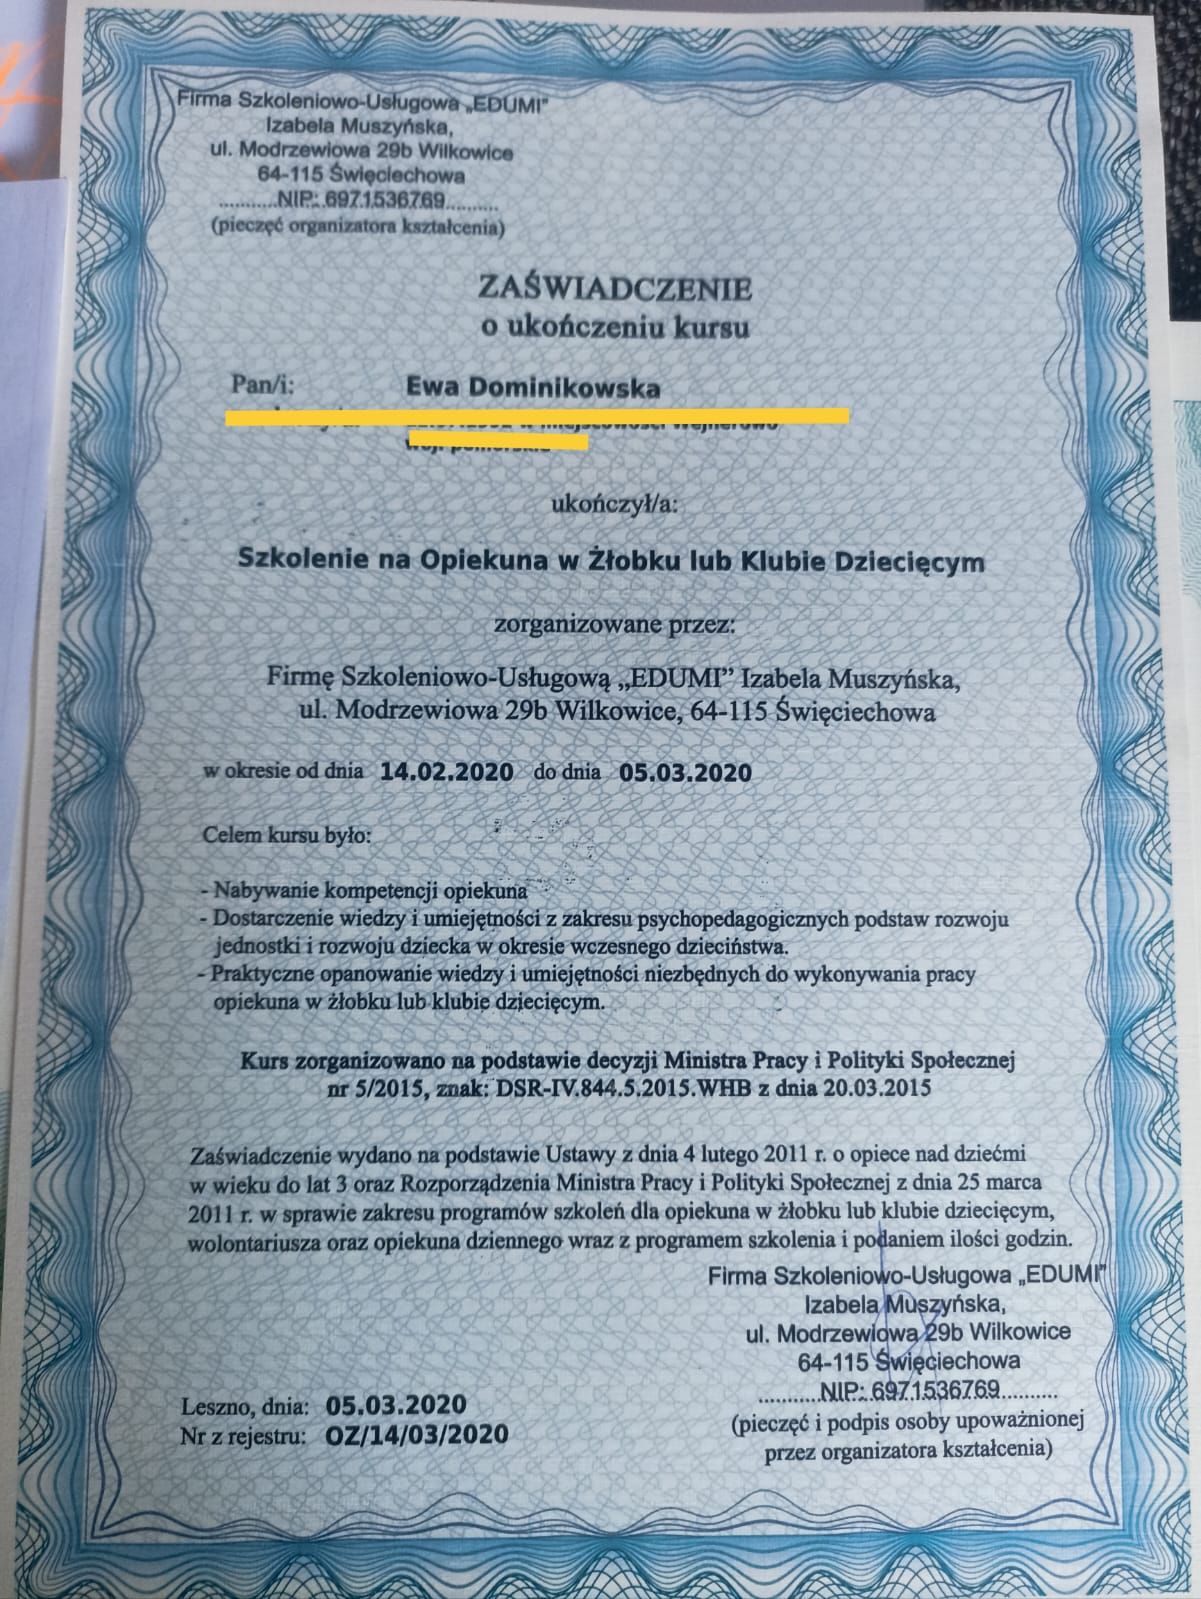 Firma Szkoleniowo-Usługowa „EDUMI"
Izabela Muszyńska,
ul. Modrzewiowa 29b Wilkowice
64-115 Święciechowa
...........NIP: 6971536769..........
(pieczęć organizatora kształcenia)
ZAŚWIADCZENIE
o ukończeniu kursu
Pan/i: Ewa Dominikowska
ukończył/a:
Szkolenie na Opiekuna w Żłobku lub Klubie Dziecięcym
zorganizowane przez:
Firmę Szkoleniowo-Usługową „EDUMI” Izabela Muszyńska,
ul. Modrzewiowa 29b Wilkowice, 64-115 Święciechowa
w okresie od dnia 14.02.2020 do dnia 05.03.2020
Celem kursu było:
- Nabywanie kompetencji opiekuna
- Dostarczenie wiedzy i umiejętności z zakresu psychopedagogicznych podstaw rozwoju
jednostki i rozwoju dziecka w okresie wczesnego dzieciństwa.
- Praktyczne opanowanie wiedzy i umiejętności niezbędnych do wykonywania pracy
opiekuna w żłobku lub klubie dziecięcym.
Kurs zorganizowano na podstawie decyzji Ministra Pracy i Polityki Społecznej
nr 5/2015, znak: DSR-IV.844.5.2015.WHB z dnia 20.03.2015
Zaświadczenie wydano na podstawie Ustawy z dnia 4 lutego 2011 r. o opiece nad dziećmi
w wieku do lat 3 oraz Rozporządzenia Ministra Pracy i Polityki Społecznej z dnia 25 marca
2011 r. w sprawie zakresu programów szkoleń dla opiekuna w żłobku lub klubie dziecięcym,
wolontariusza oraz opiekuna dziennego wraz z programem szkolenia i podaniem ilości godzin.
Firma Szkoleniowo-Usługowa „EDUMI"
Izabela Muszyńska,
ul. Modrzewiowa 29b Wilkowice
64-115 Święciechowa
...........NIP: 6971536769..........
(pieczęć i podpis osoby upoważnionej
przez organizatora kształcenia)
Leszno, dnia: 05.03.2020
Nr z rejestru: OZ/14/03/2020